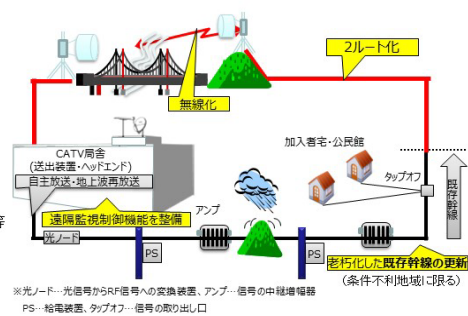 2ルート化
無線化
CATV局舎
(送出装置・ヘッドエンド)
自主放送・地上波再放送
加入者宅・公民館
タップオフ
既存幹線
遠隔監視制御機能を整備
アンプ
等
光ノード
PS
PS
老朽化した既存幹線の更新
(条件不利地域に限る)
※光ノード…光信号からRF信号への変換装置、アンプ…信号の中継増幅器
PS…給電装置、タップオフ…信号の取り出し口